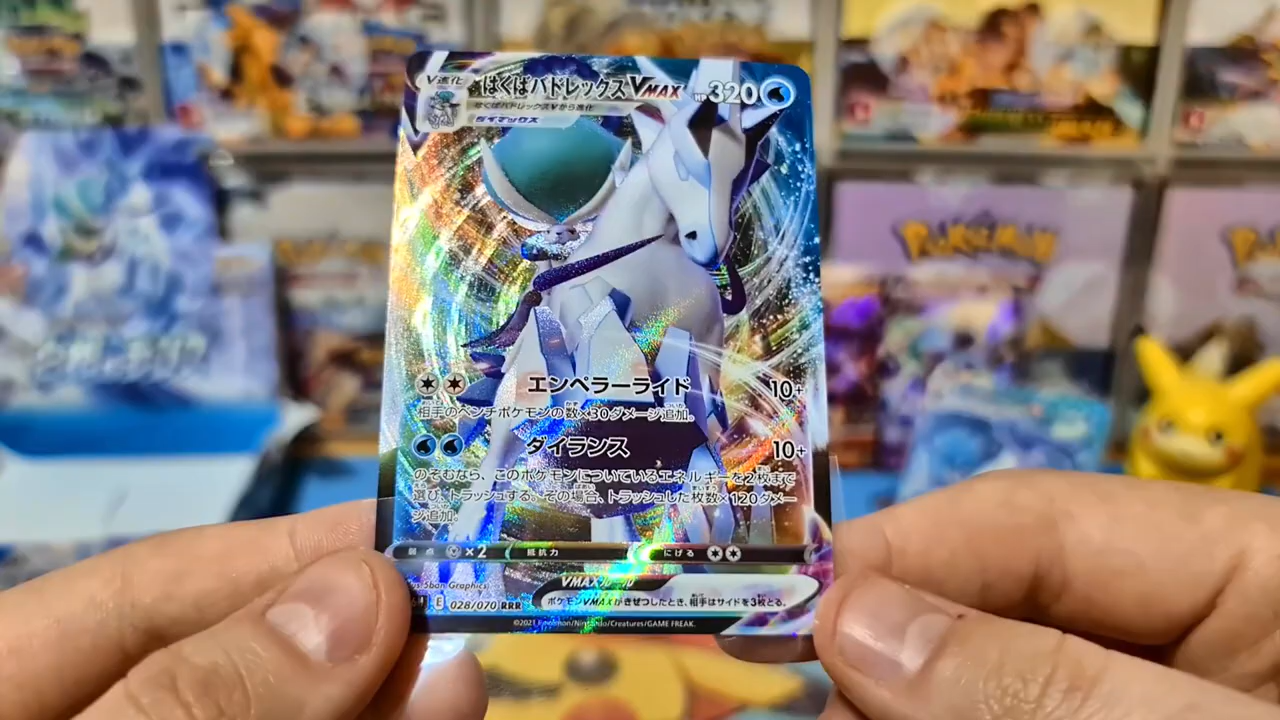 V進化
はくばバドレックスVMAX
HP320
はくばバドレックスVから進化
ダイマックス
エンペラーライド 10+
相手のベンチポケモンの数×30ダメージ追加。
ダイランス 10+
のぞむなら、このポケモンについているエネルギーを2枚まで
選び、トラッシュする。その場合、トラッシュした枚数×120ダメー
ジ追加。
弱点 ×2 抵抗力 にげる
5ban Graphics
VMAXルール
E 028/070 RRR
ポケモンVMAXがきぜつしたとき、相手はサイドを3枚とる。
©2021 Pokémon/Nintendo/Creatures/GAME FREAK.
POKÉMON